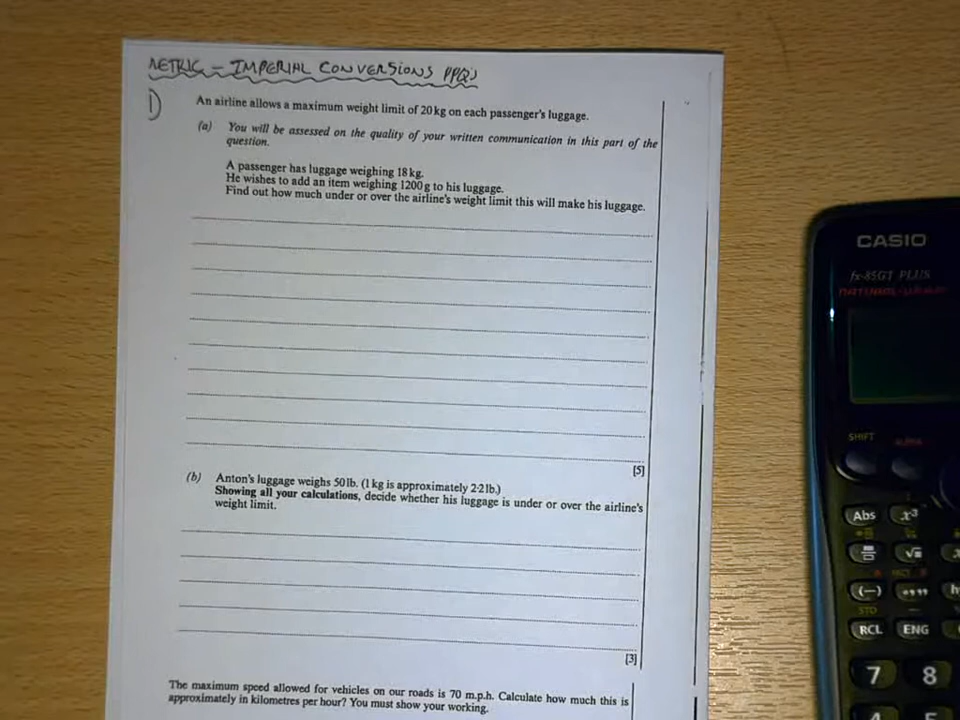 METRIC - IMPERIAL CONVERSIONS PPQ's
1)
An airline allows a maximum weight limit of 20 kg on each passenger's luggage.
(a) You will be assessed on the quality of your written communication in this part of the
question.
A passenger has luggage weighing 18 kg.
He wishes to add an item weighing 1200 g to his luggage.
Find out how much under or over the airline's weight limit this will make his luggage.
[5]
(b) Anton's luggage weighs 50 lb. (1 kg is approximately 2·2 lb.)
Showing all your calculations, decide whether his luggage is under or over the airline's
weight limit.
[3]
The maximum speed allowed for vehicles on our roads is 70 m.p.h. Calculate how much this is
approximately in kilometres per hour? You must show your working.
CASIO
fx-85GT PLUS
SHIFT ALPHA
Abs x³
(−)
STO
RCL ENG
7 8